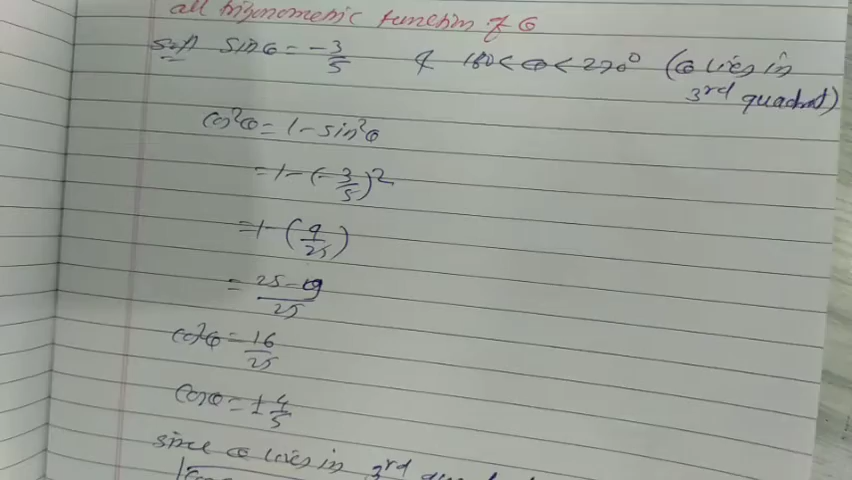 all trigonometric function of θ
Sol^n sinθ = -3/5 & 180<θ<270° (θ lies in
3rd quadrant)
cos²θ = 1 - sin²θ
= 1 - (-3/5)²
= 1 - (9/25)
= 25-9/25
cos²θ = 16/25
cosθ = ± 4/5
since θ lies in 3rd